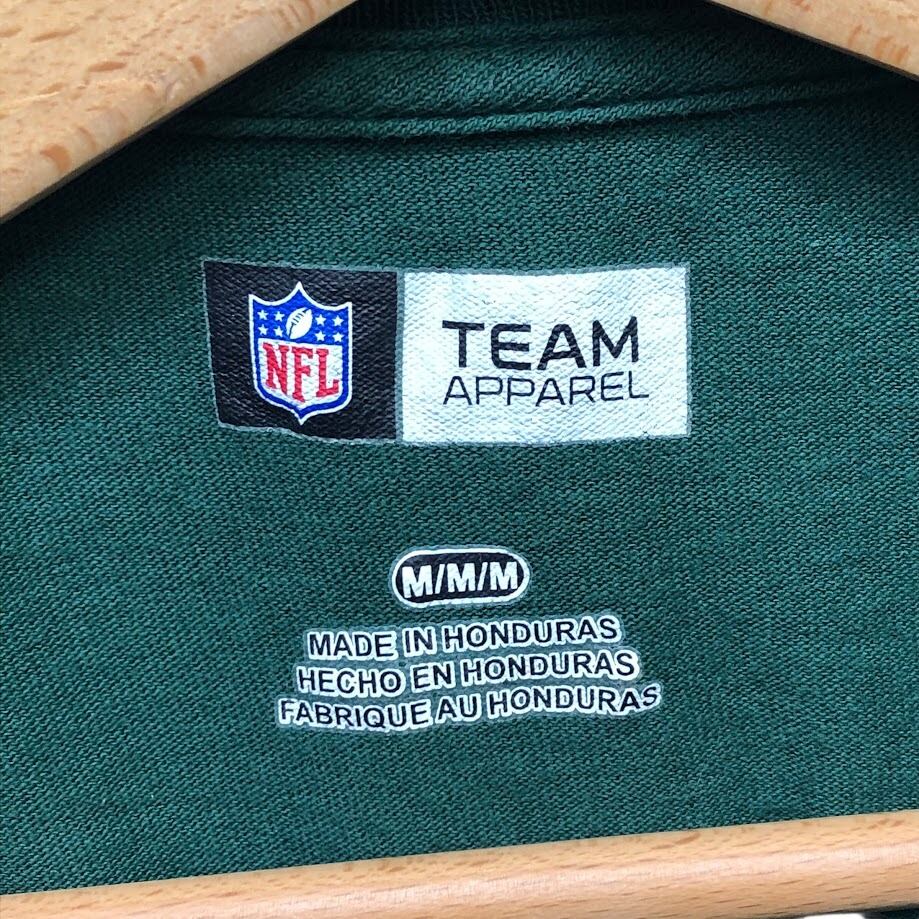 NFL
TEAM
APPAREL
M/M/M
MADE IN HONDURAS
HECHO EN HONDURAS
FABRIQUE AU HONDURAS